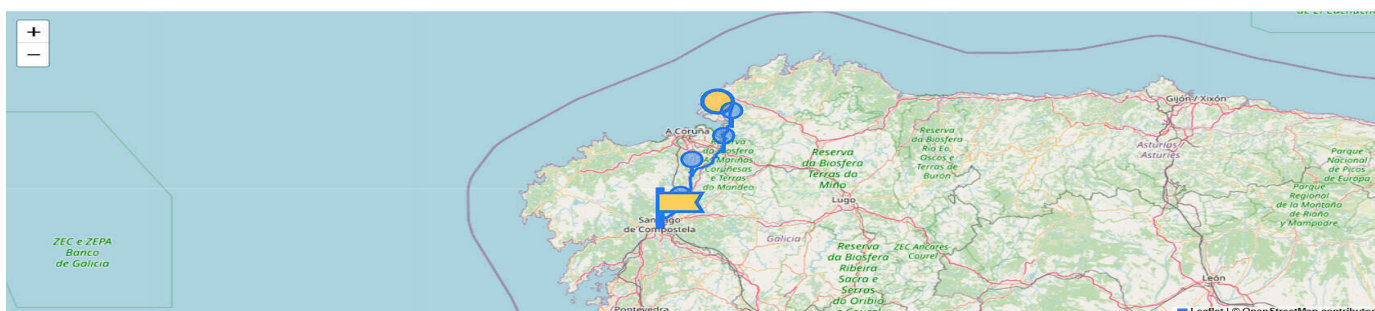 +
−
A Coruña
da Biosfera
As Mariñas
Coruñesas
e Terras
do Mandeo
de Compostela
Pontevedra
ZEC e ZEPA
Banco
de Galicia
Reserva
da Biosfera
Terras do
Miño
Lugo
Galicia
Reserva
da Biosfera
Ribeira
Sacra e
Serras
do Oribio
ZEC Ancares-
Courel
Reserva
da Biosfera
Río Eo,
Oscos e
Terras de
Burón
Gijón / Xixón
Asturias /
Asturies
Parque
Nacional
de Picos
de Europa
Parque
Regional
de la Montaña
de Riaño
y Mampodre
León
Leaflet | © OpenStreetMap contributor